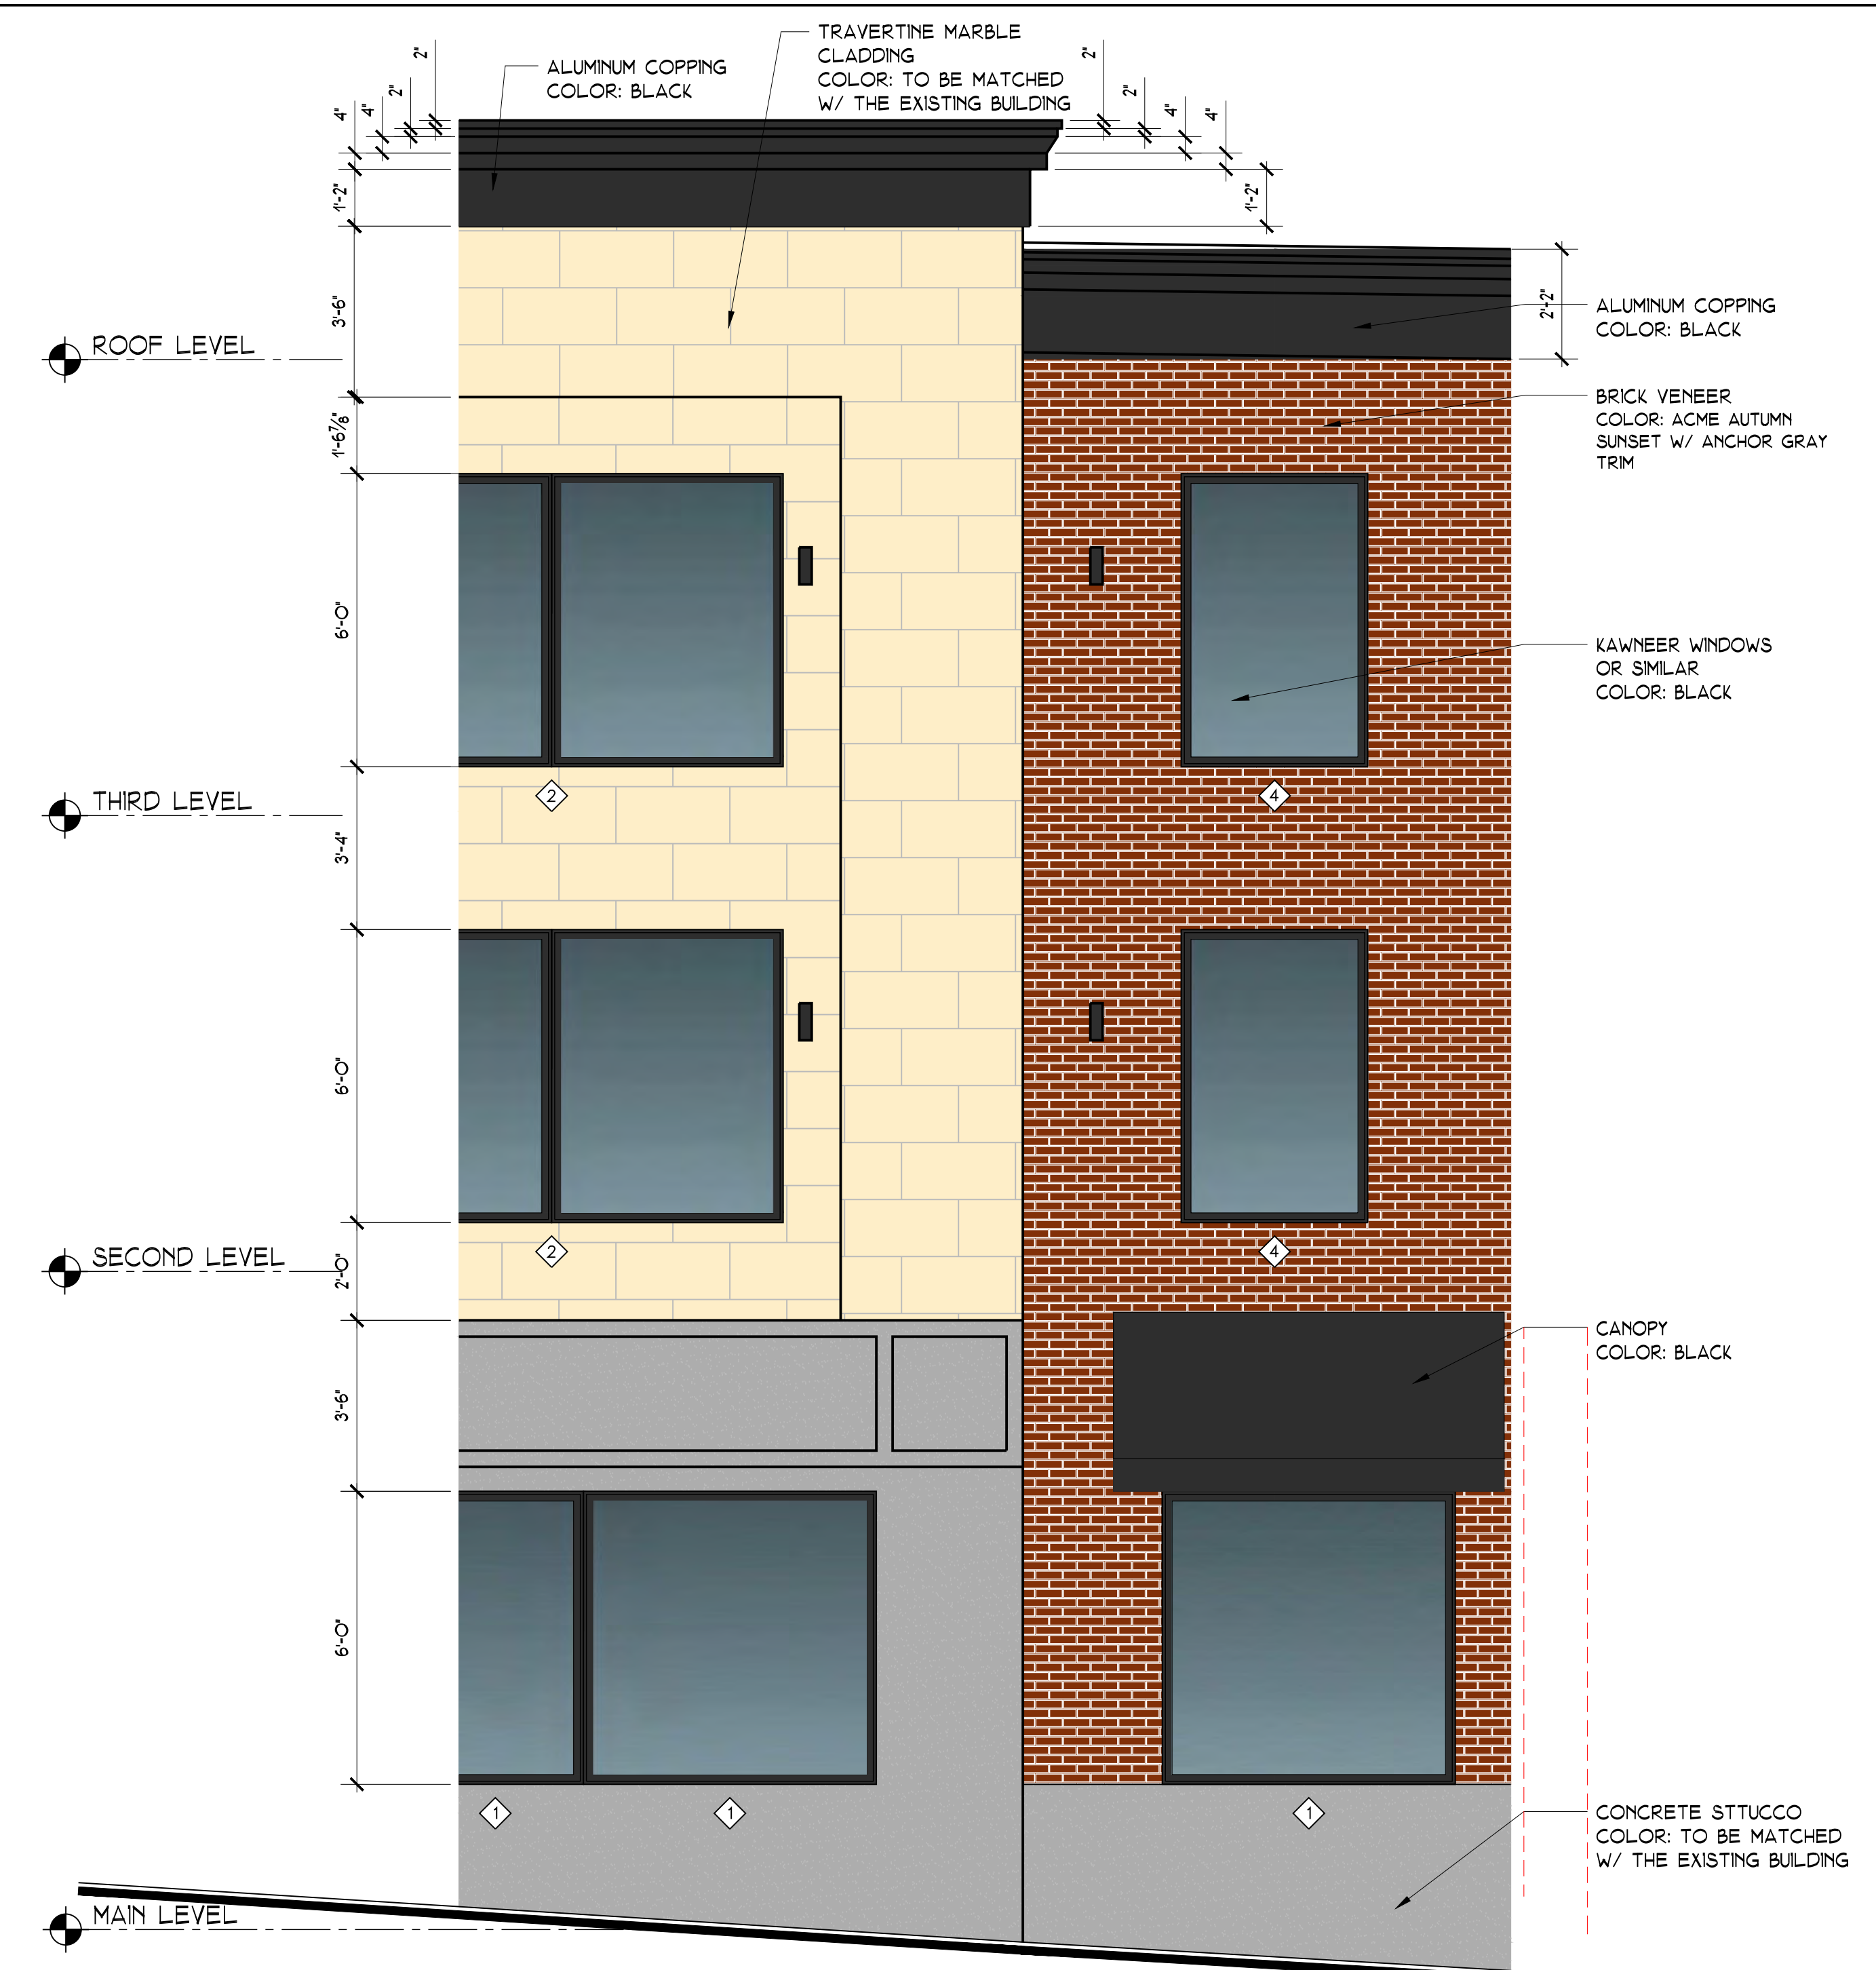 TRAVERTINE MARBLE
CLADDING
COLOR: TO BE MATCHED
W/ THE EXISTING BUILDING
ALUMINUM COPPING
COLOR: BLACK
2"
2"
4"
4"
1'-2"
2"
2"
4"
4"
1'-2"
3'-6"
2'-2"
ALUMINUM COPPING
COLOR: BLACK
ROOF LEVEL
1'-6⅞"
BRICK VENEER
COLOR: ACME AUTUMN
SUNSET W/ ANCHOR GRAY
TRIM
6'-0"
KAWNEER WINDOWS
OR SIMILAR
COLOR: BLACK
THIRD LEVEL
2
4
3'-4"
6'-0"
SECOND LEVEL
2
4
2'-0"
CANOPY
COLOR: BLACK
3'-6"
6'-0"
1
1
1
CONCRETE STTUCCO
COLOR: TO BE MATCHED
W/ THE EXISTING BUILDING
MAIN LEVEL